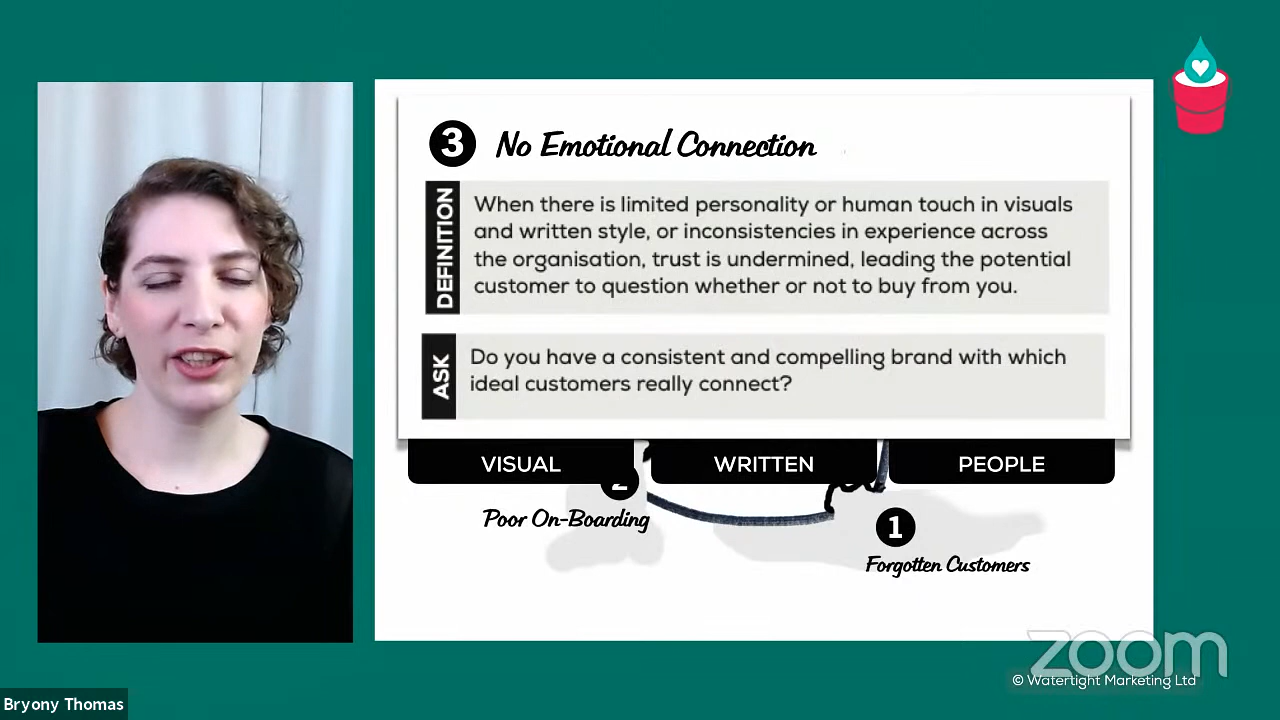 3 No Emotional Connection
DEFINITION
When there is limited personality or human touch in visuals
and written style, or inconsistencies in experience across
the organisation, trust is undermined, leading the potential
customer to question whether or not to buy from you.
ASK
Do you have a consistent and compelling brand with which
ideal customers really connect?
VISUAL
WRITTEN
PEOPLE
2
Poor On-Boarding
1
Forgotten Customers
zoom
© Watertight Marketing Ltd
Bryony Thomas